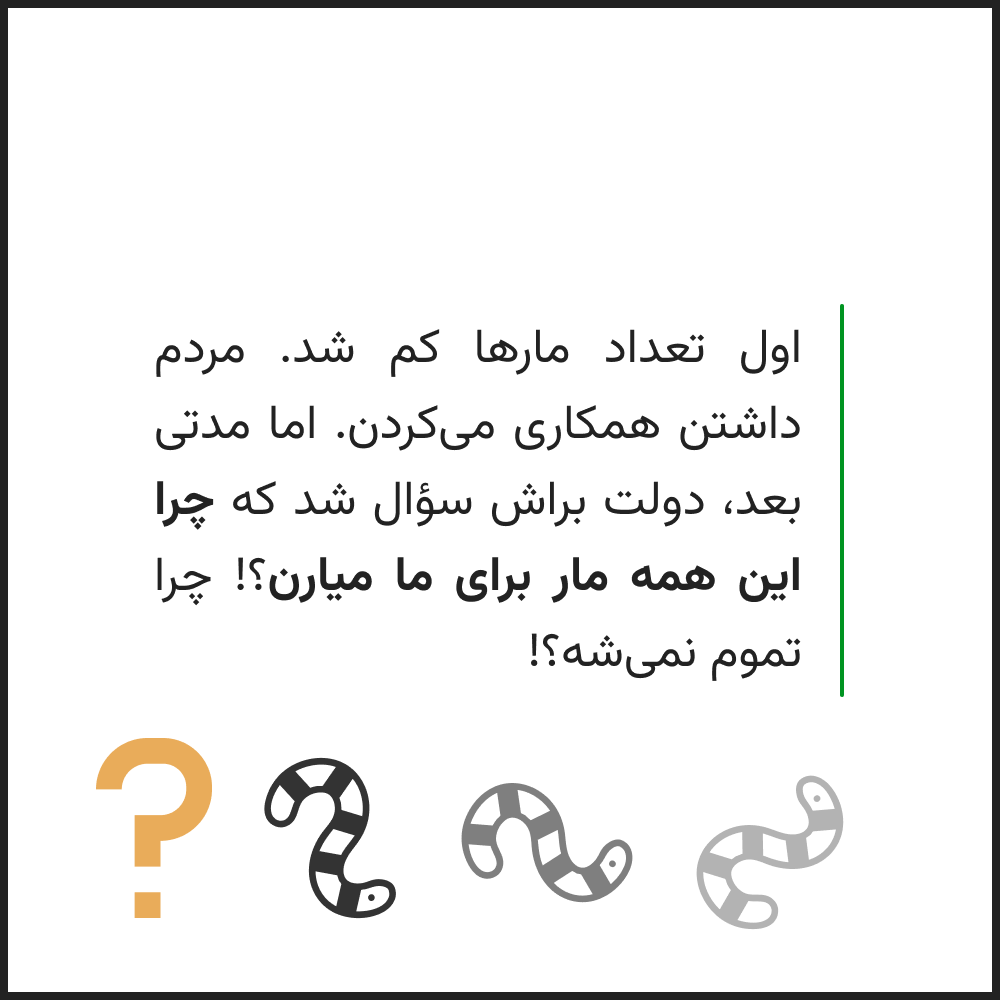 اول تعداد مارها کم شد. مردم
داشتن همکاری می‌کردن. اما مدتی
بعد، دولت براش سؤال شد که چرا
این همه مار برای ما میارن؟! چرا
تموم نمی‌شه؟!
?